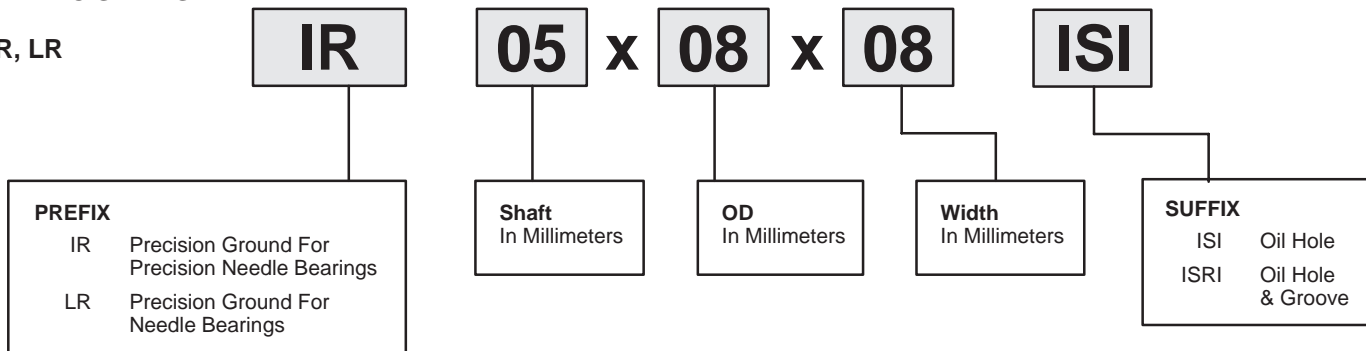 R, LR
IR 05 x 08 x 08 ISI
PREFIX
IR Precision Ground For
Precision Needle Bearings
LR Precision Ground For
Needle Bearings
Shaft
In Millimeters
OD
In Millimeters
Width
In Millimeters
SUFFIX
ISI Oil Hole
ISRI Oil Hole
& Groove